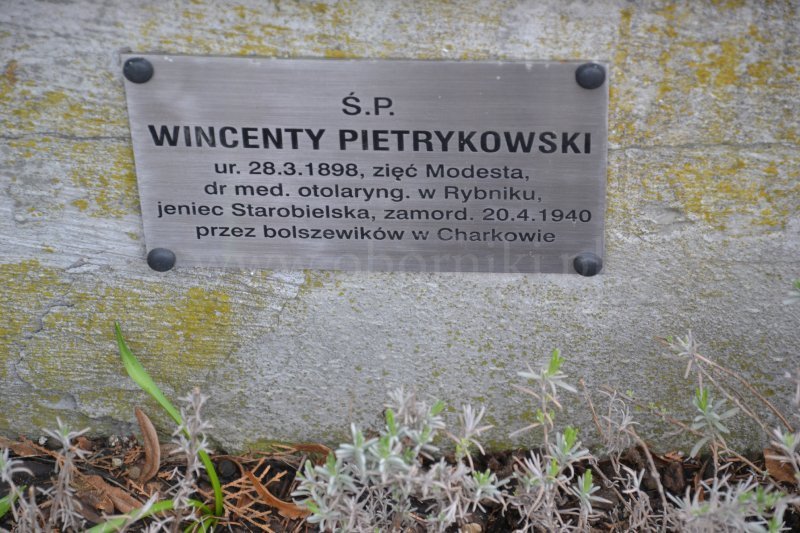 Ś.P.
WINCENTY PIETRYKOWSKI
ur. 28.3.1898, zięć Modesta,
dr med. otolaryng. w Rybniku,
jeniec Starobielska, zamord. 20.4.1940
przez bolszewików w Charkowie